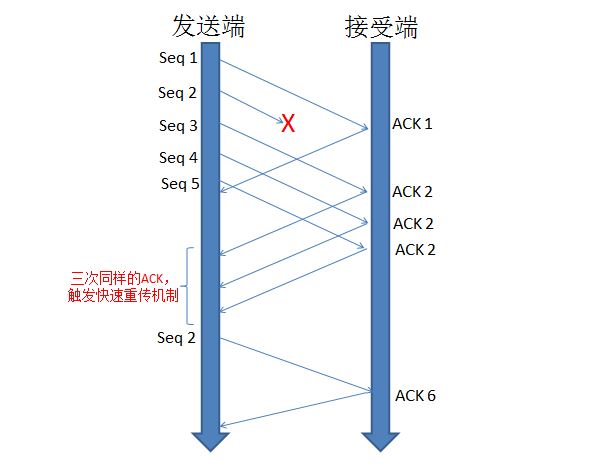 发送端
接受端
Seq 1
Seq 2
X
Seq 3
ACK 1
Seq 4
Seq 5
ACK 2
ACK 2
ACK 2
三次同样的ACK，
触发快速重传机制
Seq 2
ACK 6